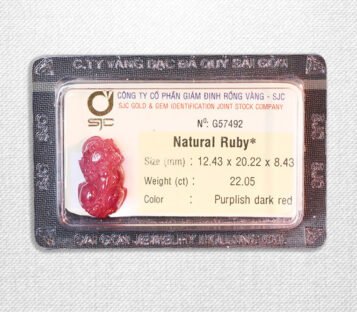 C.TY VÀNG BẠC ĐÁ QUÝ SÀI GÒN
SJC
CÔNG TY CỔ PHẦN GIÁM ĐỊNH RỒNG VÀNG - SJC
SJC GOLD & GEM IDENTIFICATION JOINT STOCK COMPANY
Nº: G57492
Natural Ruby*
Size (mm) : 12.43 x 20.22 x 8.43
Weight (ct) : 22.05
Color : Purplish dark red
SAI GON JEWELRY HOLDING